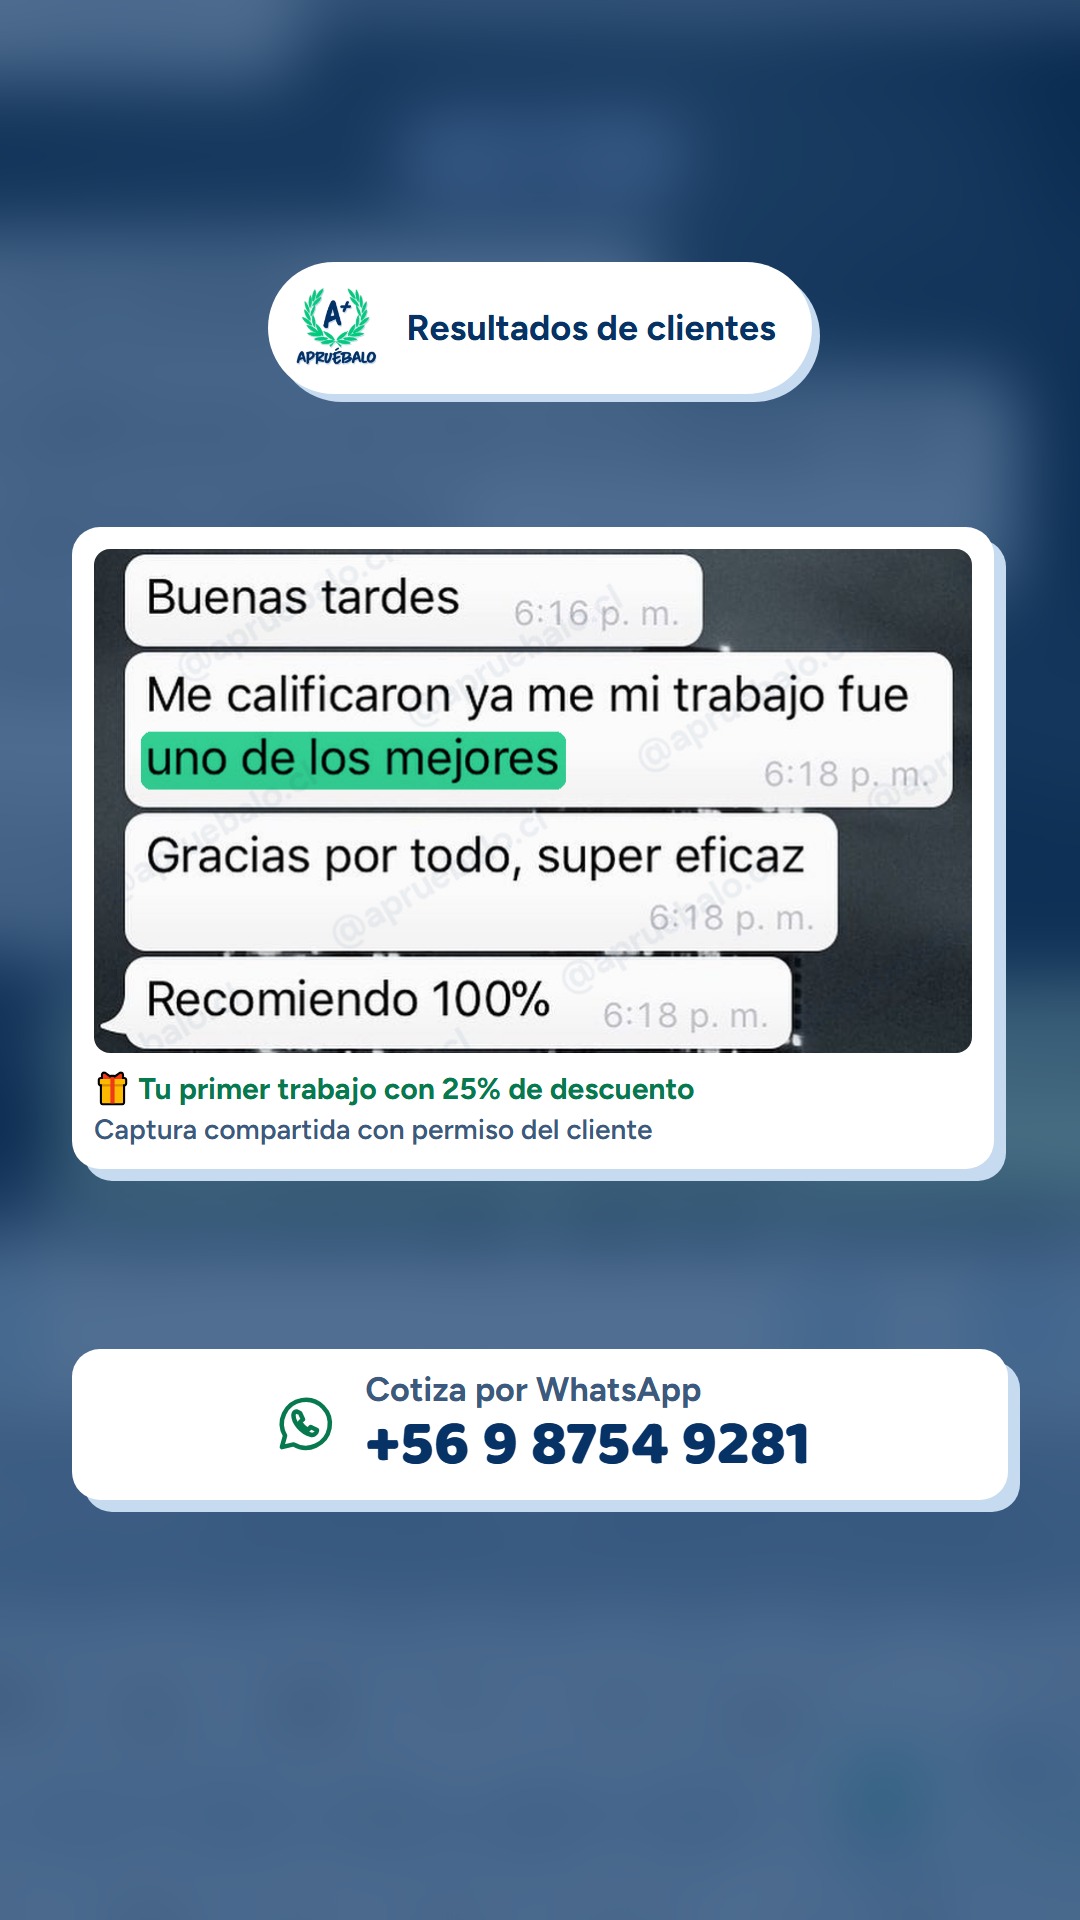 A+
APRUÉBALO
Resultados de clientes
Buenas tardes
6:16 p. m.
Me calificaron ya me mi trabajo fue
uno de los mejores
6:18 p. m.
Gracias por todo, super eficaz
6:18 p. m.
Recomiendo 100%
6:18 p. m.
@apruebalo.cl
🎁 Tu primer trabajo con 25% de descuento
Captura compartida con permiso del cliente
Cotiza por WhatsApp
+56 9 8754 9281